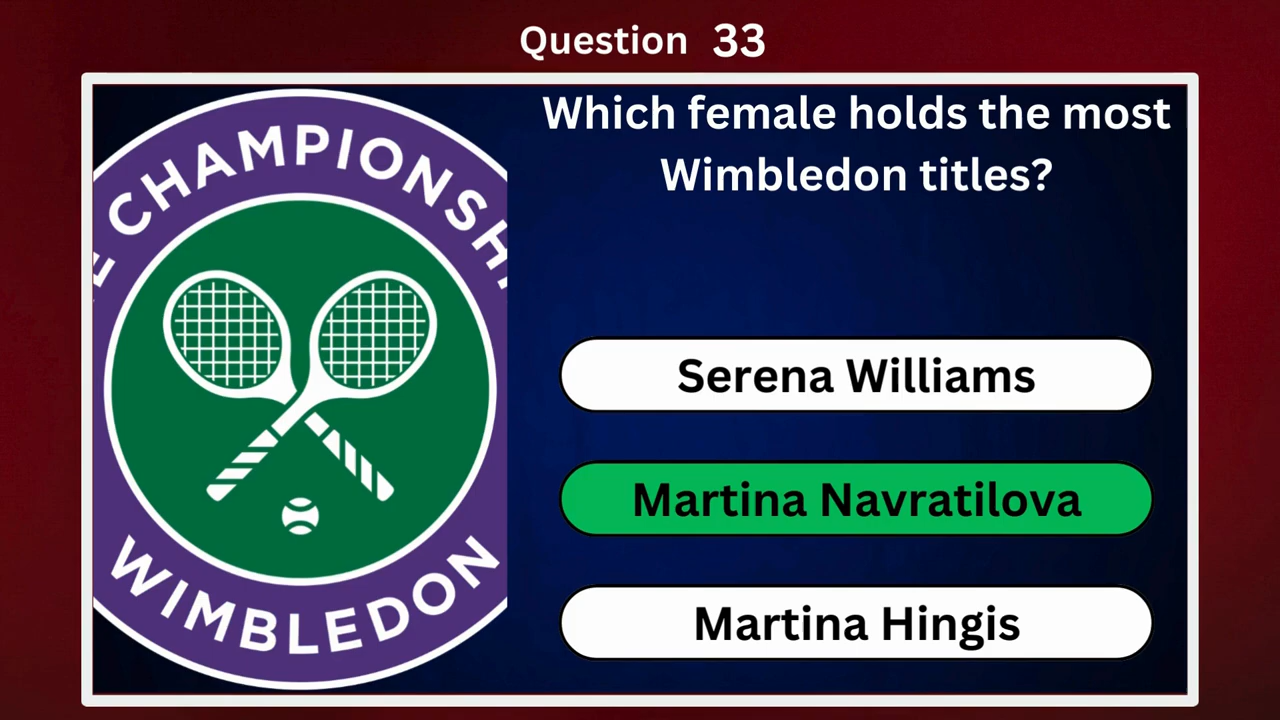 Question 33
Which female holds the most
Wimbledon titles?
E CHAMPIONSH
WIMBLEDON
Serena Williams
Martina Navratilova
Martina Hingis